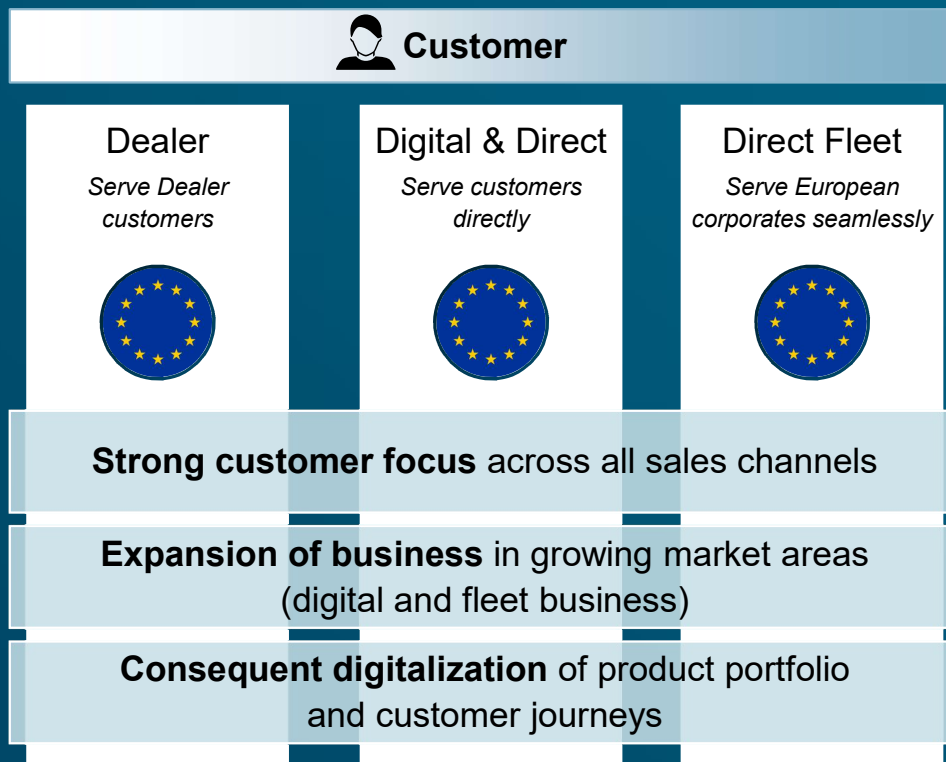 Customer
Dealer
Serve Dealer
customers
Digital & Direct
Serve customers
directly
Direct Fleet
Serve European
corporates seamlessly
Strong customer focus across all sales channels
Expansion of business in growing market areas
(digital and fleet business)
Consequent digitalization of product portfolio
and customer journeys